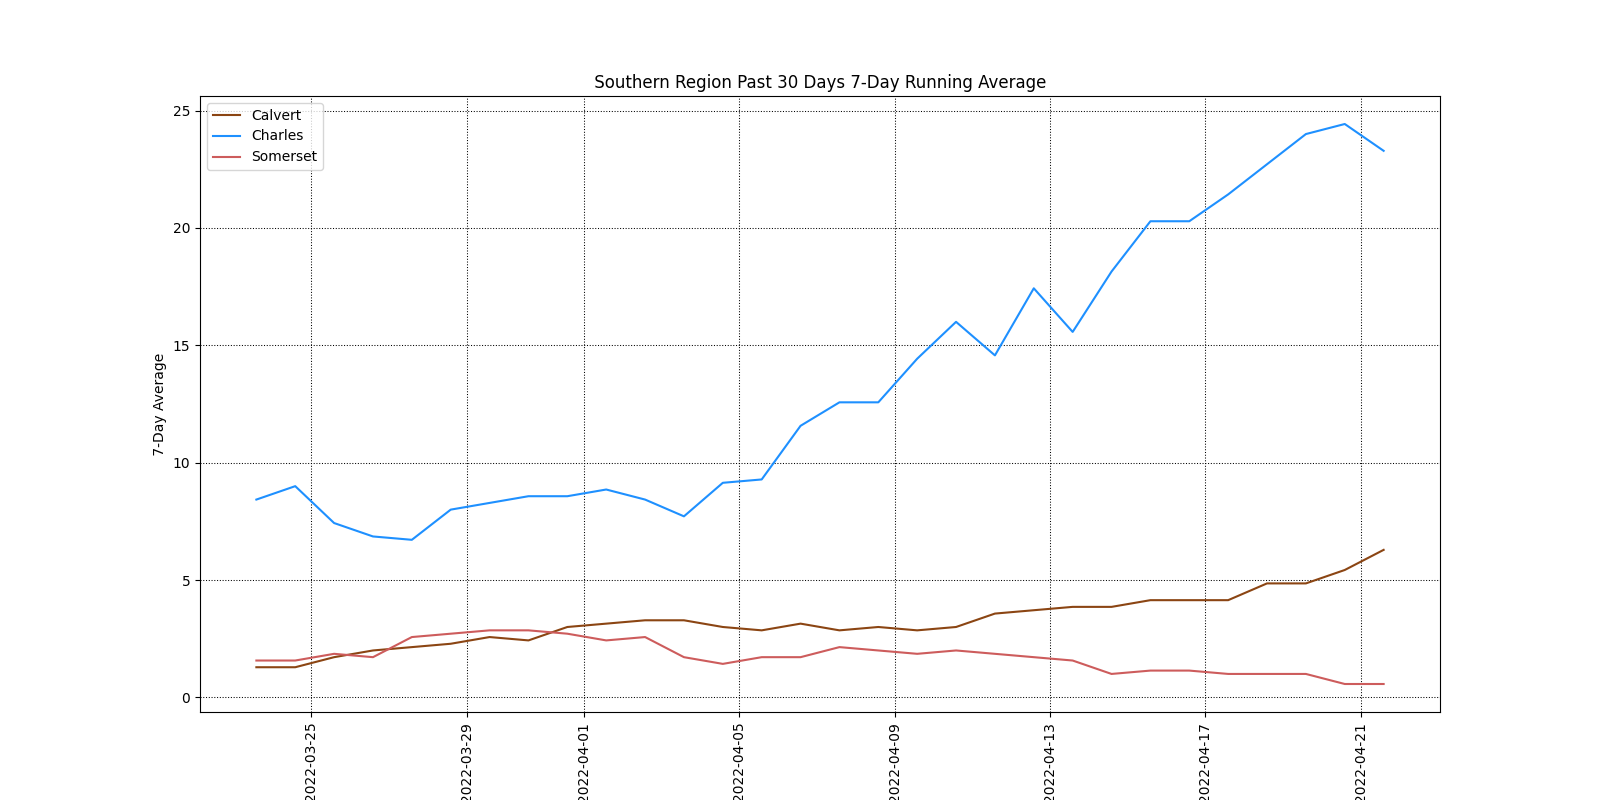 Southern Region Past 30 Days 7-Day Running Average
Calvert
Charles
Somerset
7-Day Average
25
20
15
10
5
0
2022-03-25
2022-03-29
2022-04-01
2022-04-05
2022-04-09
2022-04-13
2022-04-17
2022-04-21